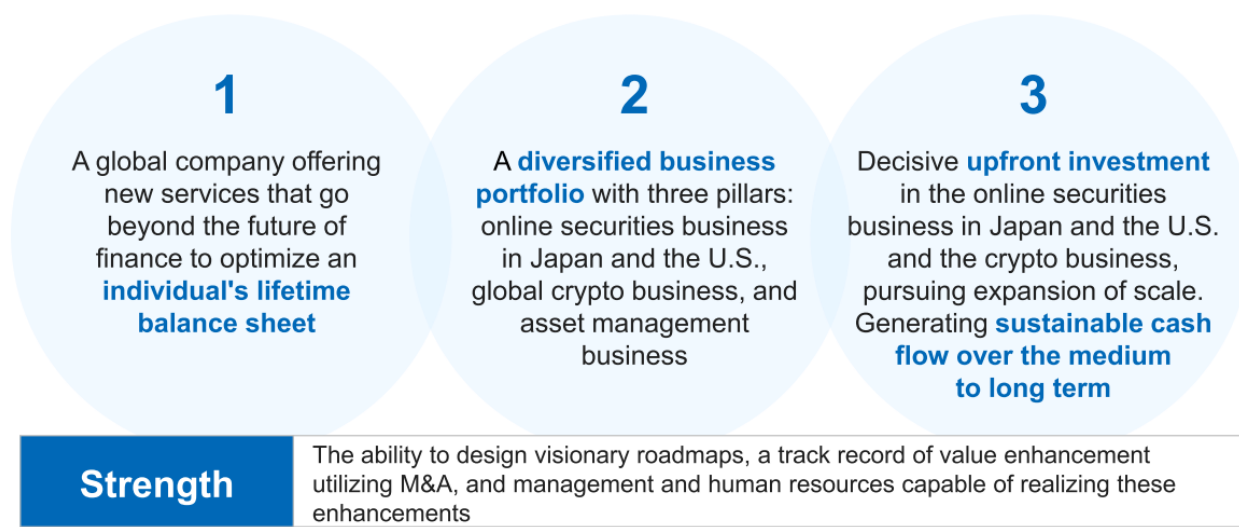 1
A global company offering
new services that go
beyond the future of
finance to optimize an
individual's lifetime
balance sheet
2
A diversified business
portfolio with three pillars:
online securities business
in Japan and the U.S.,
global crypto business, and
asset management
business
3
Decisive upfront investment
in the online securities
business in Japan and the U.S.
and the crypto business,
pursuing expansion of scale.
Generating sustainable cash
flow over the medium
to long term
Strength
The ability to design visionary roadmaps, a track record of value enhancement
utilizing M&A, and management and human resources capable of realizing these
enhancements